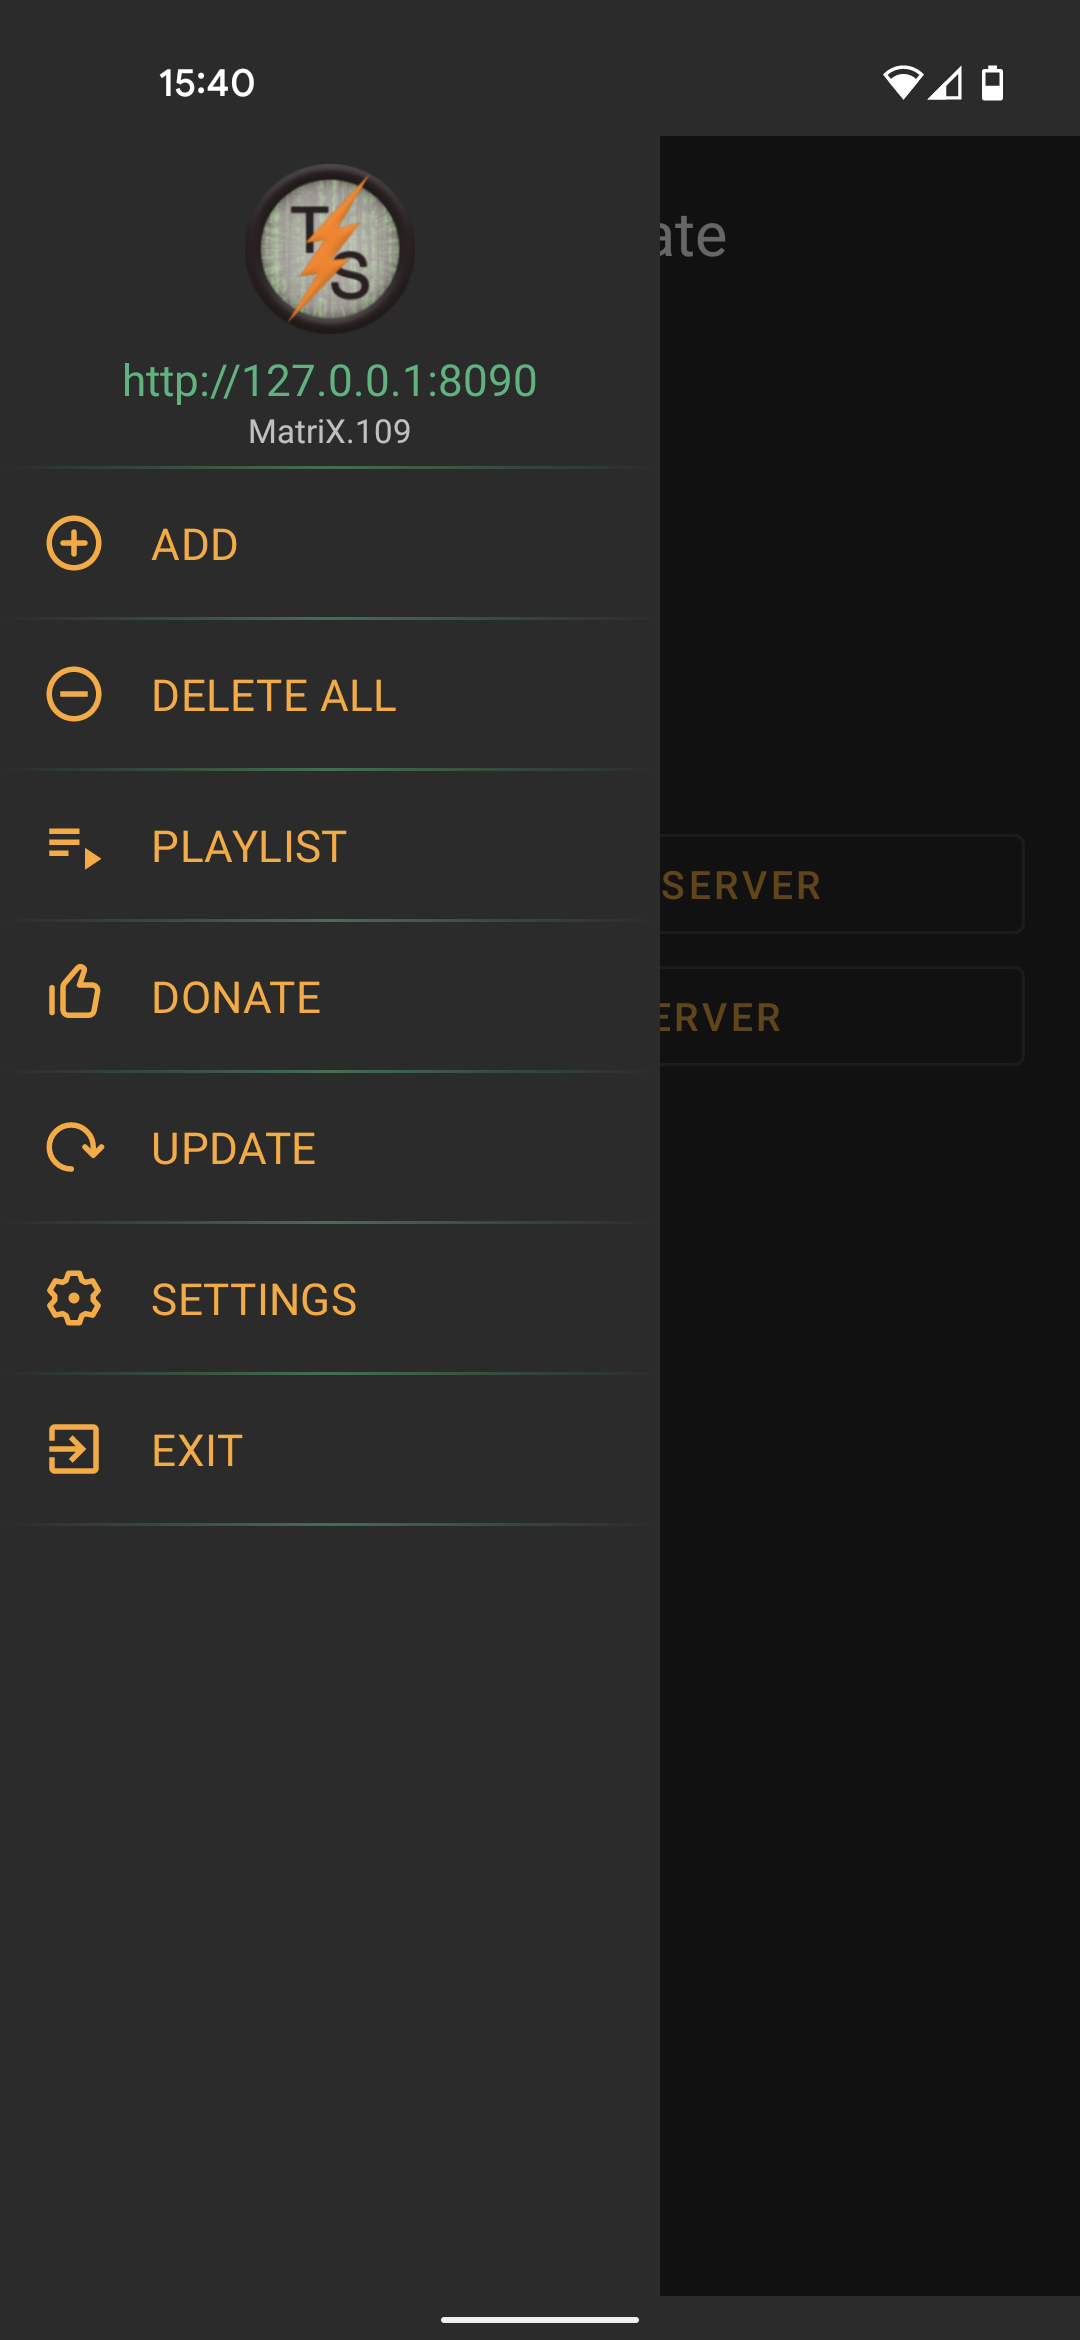 15:40
T
S
http://127.0.0.1:8090
MatriX.109
ate
ADD
DELETE ALL
PLAYLIST
SERVER
DONATE
ERVER
UPDATE
SETTINGS
EXIT